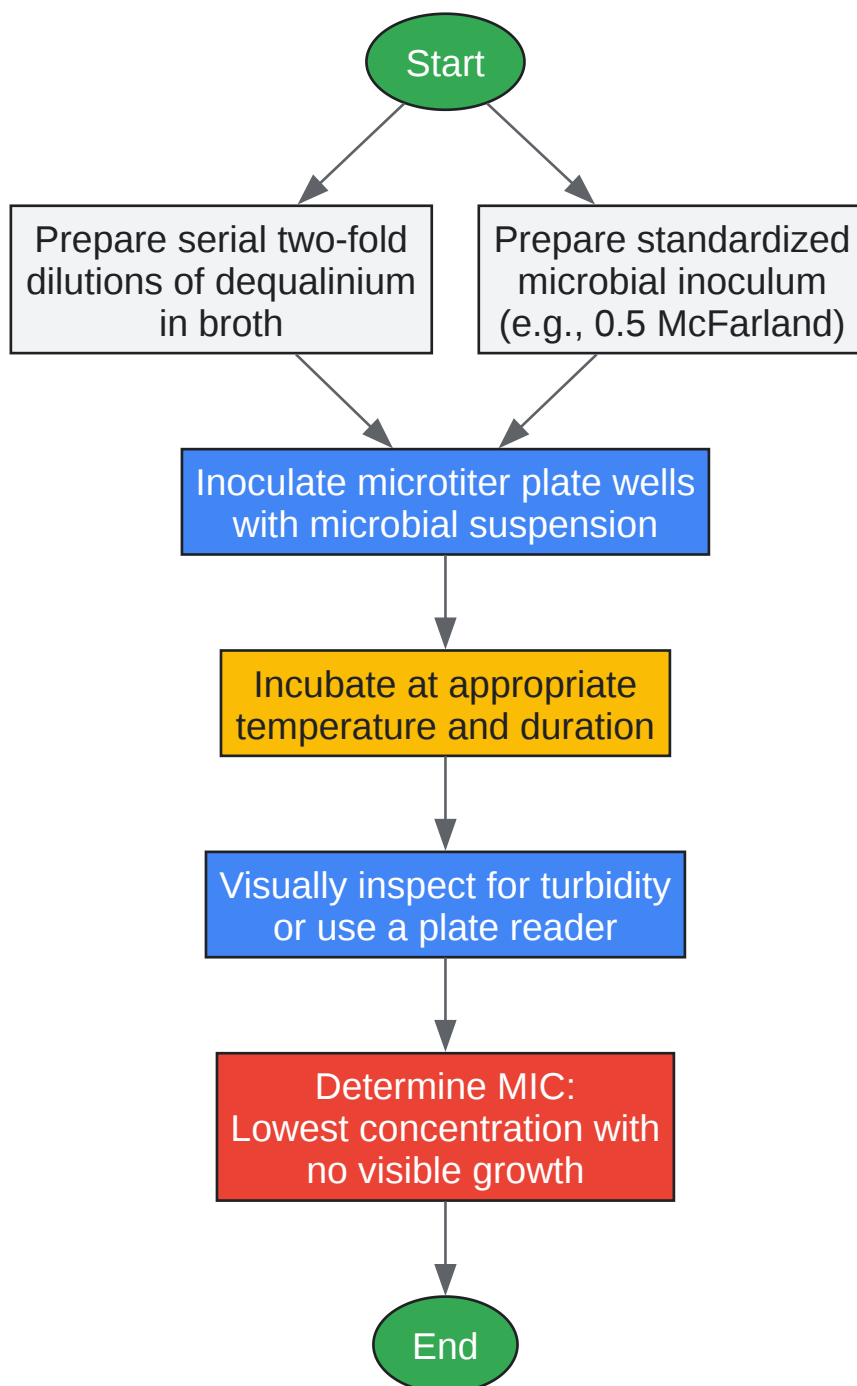 Start
Prepare serial two-fold
dilutions of dequalinium
in broth
Prepare standardized
microbial inoculum
(e.g., 0.5 McFarland)
Inoculate microtiter plate wells
with microbial suspension
Incubate at appropriate
temperature and duration
Visually inspect for turbidity
or use a plate reader
Determine MIC:
Lowest concentration with
no visible growth
End